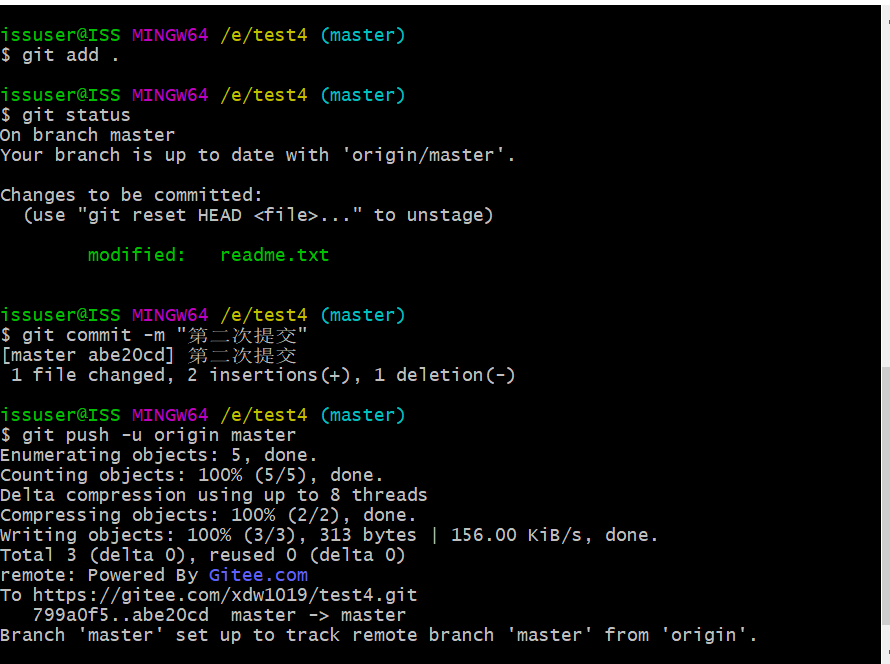 issuser@ISS MINGW64 /e/test4 (master)
$ git add .
issuser@ISS MINGW64 /e/test4 (master)
$ git status
On branch master
Your branch is up to date with 'origin/master'.
Changes to be committed:
  (use "git reset HEAD <file>..." to unstage)
        modified:   readme.txt
issuser@ISS MINGW64 /e/test4 (master)
$ git commit -m "第二次提交"
[master abe20cd] 第二次提交
 1 file changed, 2 insertions(+), 1 deletion(-)
issuser@ISS MINGW64 /e/test4 (master)
$ git push -u origin master
Enumerating objects: 5, done.
Counting objects: 100% (5/5), done.
Delta compression using up to 8 threads
Compressing objects: 100% (2/2), done.
Writing objects: 100% (3/3), 313 bytes | 156.00 KiB/s, done.
Total 3 (delta 0), reused 0 (delta 0)
remote: Powered By Gitee.com
To https://gitee.com/xdw1019/test4.git
   799a0f5..abe20cd  master -> master
Branch 'master' set up to track remote branch 'master' from 'origin'.